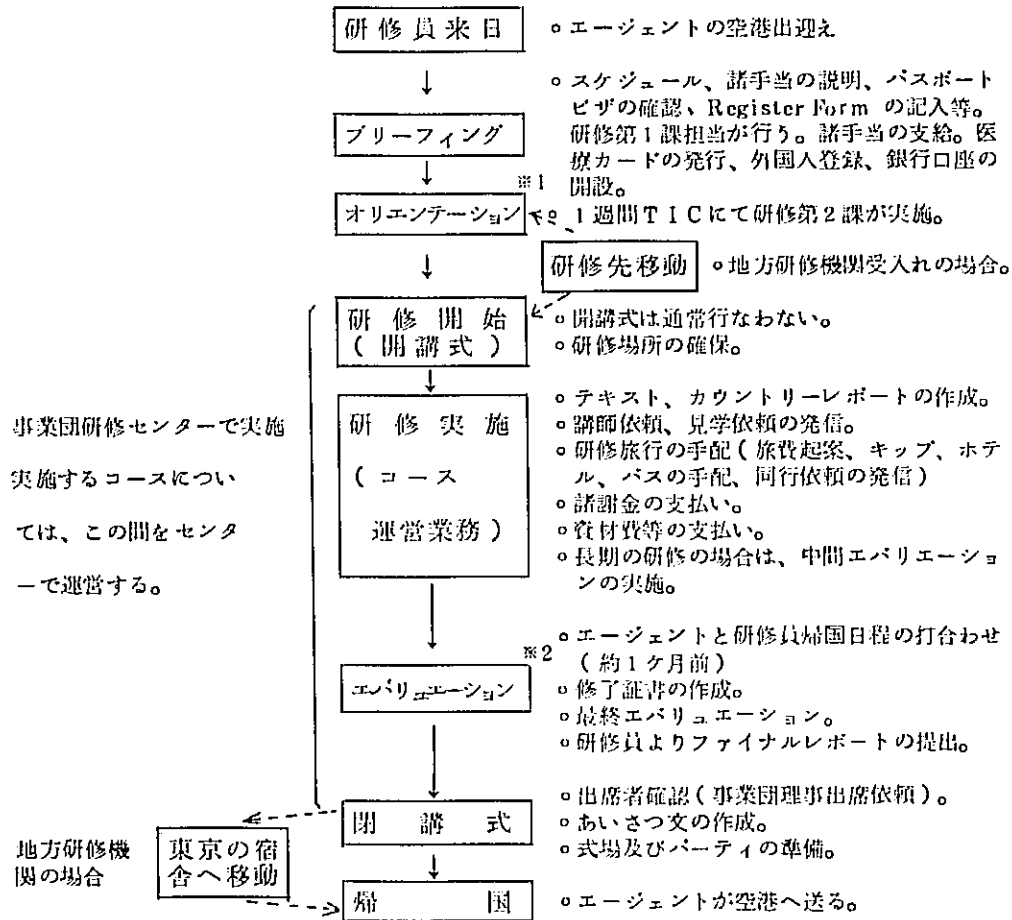 研修員来日
◦エージェントの空港出迎え
ブリーフィング
◦スケジュール、諸手当の説明、パスポート
ビザの確認、Register Form の記入等。
研修第1課担当が行う。諸手当の支給。医
療カードの発行、外国人登録、銀行口座の
開設。
※1
オリエンテーション
◦1週間TICにて研修第2課が実施。
研修先移動
◦地方研修機関受入れの場合。
研修開始
(開講式)
◦開講式は通常行なわない。
◦研修場所の確保。
事業団研修センターで実施
実施するコースについ
ては、この間をセンタ
ーで運営する。
研修実施
(コース
運営業務)
◦テキスト、カウントリーレポートの作成。
◦講師依頼、見学依頼の発信。
◦研修旅行の手配(旅費起案、キップ、ホテ
ル、バスの手配、同行依頼の発信)
◦諸謝金の支払い。
◦資材費等の支払い。
◦長期の研修の場合は、中間エバリエーショ
ンの実施。
※2
エバリュエーション
◦エージェントと研修員帰国日程の打合わせ
(約1ケ月前)
◦修了証書の作成。
◦最終エバリュエーション。
◦研修員よりファイナルレポートの提出。
閉講式
◦出席者確認(事業団理事出席依頼)。
◦あいさつ文の作成。
◦式場及びパーティの準備。
地方研修機
関の場合
東京の宿
舎へ移動
帰国
◦エージェントが空港へ送る。